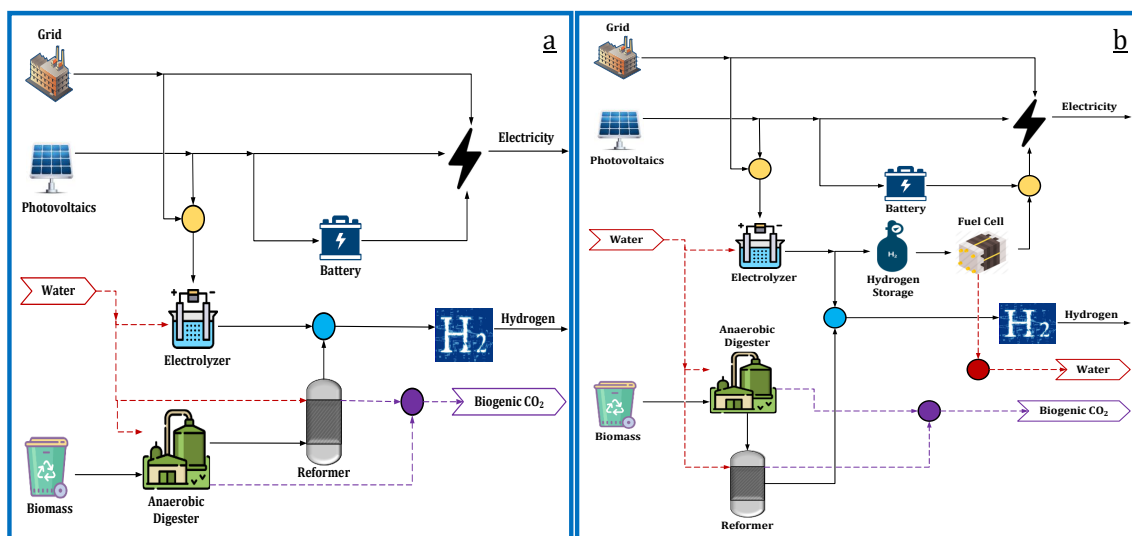 a
Grid
Photovoltaics
Electricity
Battery
Water
+
-
Electrolyzer
Hydrogen
H2
Reformer
Biogenic CO2
Biomass
Anaerobic
Digester
b
Grid
Photovoltaics
Electricity
Battery
Water
+
-
Electrolyzer
H2
Hydrogen
Storage
Fuel Cell
Hydrogen
H2
Water
Anaerobic
Digester
Biogenic CO2
Biomass
Reformer